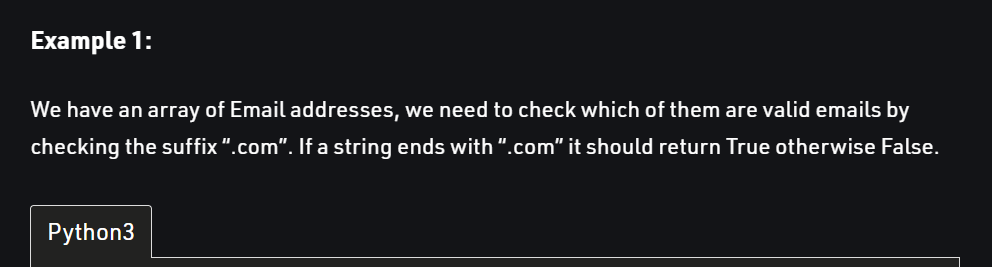 Example 1:
We have an array of Email addresses, we need to check which of them are valid emails by
checking the suffix “.com”. If a string ends with “.com” it should return True otherwise False.
Python3